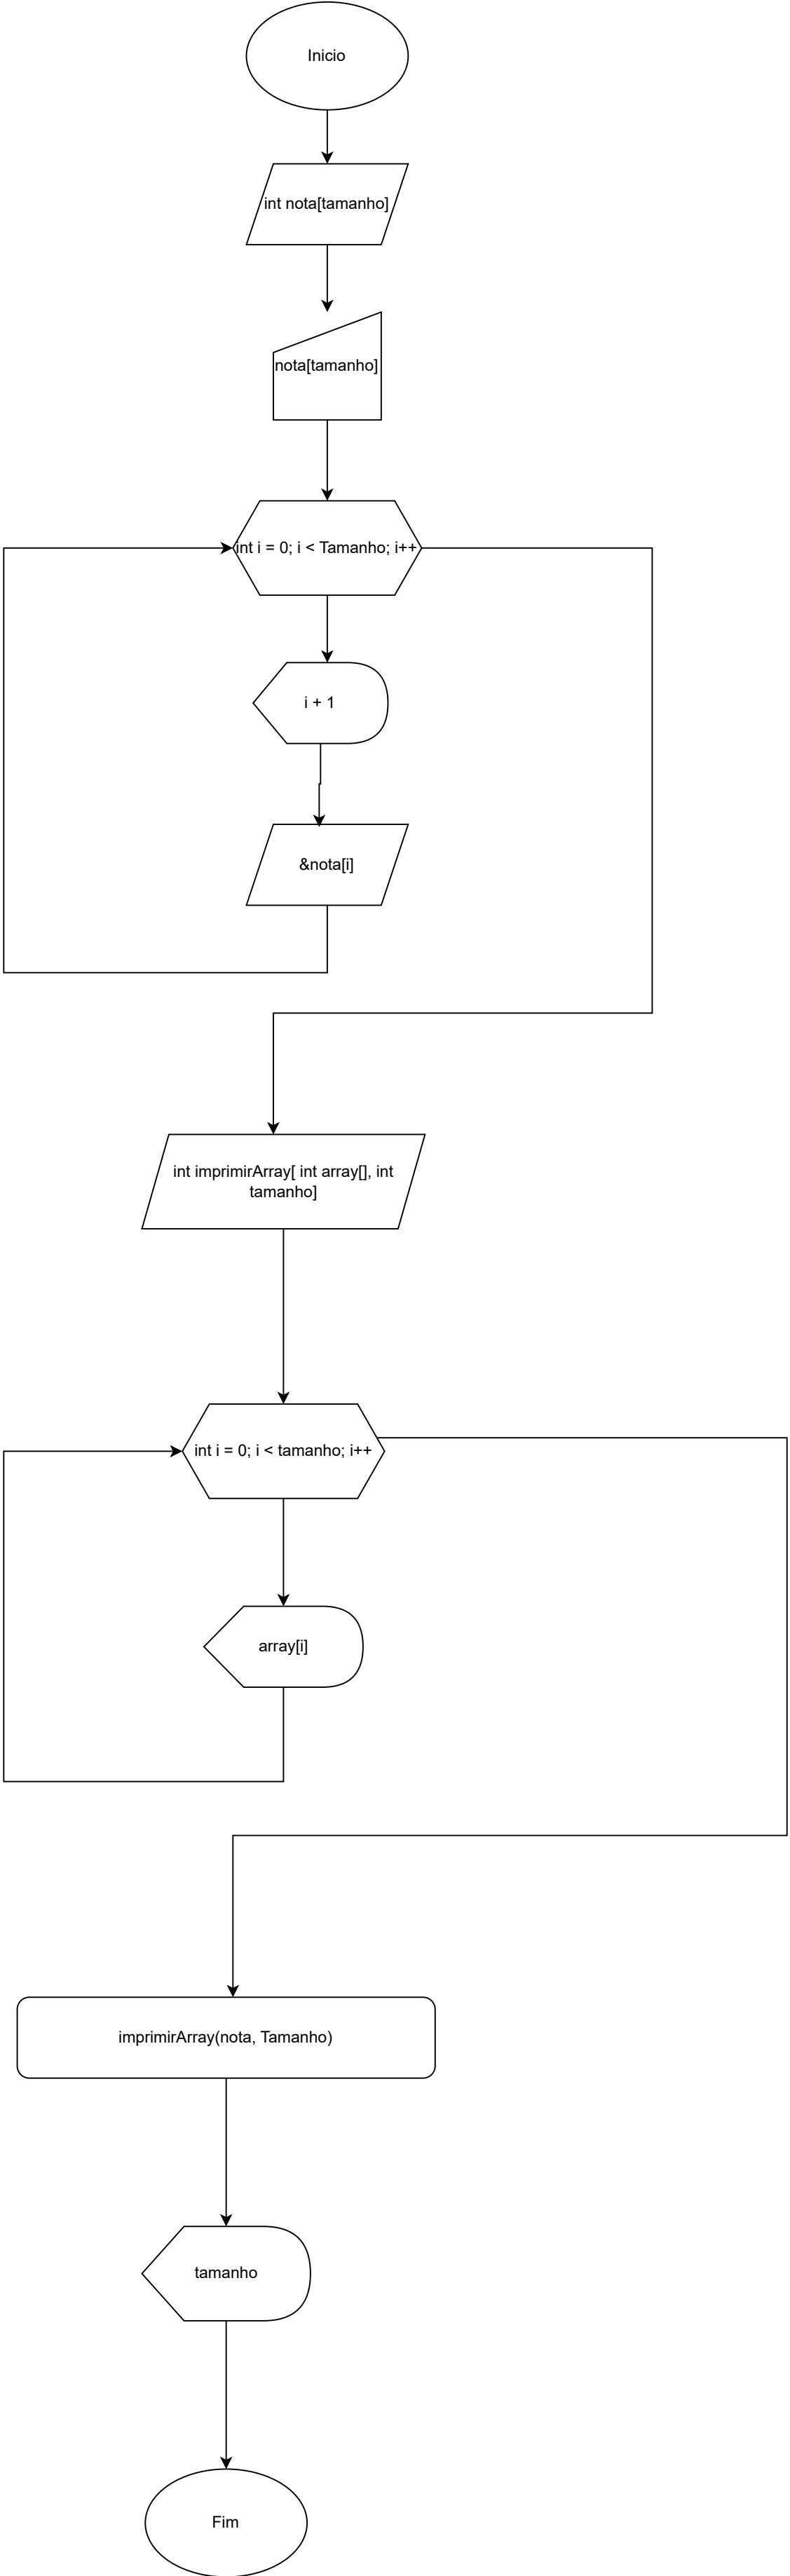 Inicio
int nota[tamanho]
nota[tamanho]
int i = 0; i < Tamanho; i++
i + 1
&nota[i]
int imprimirArray[ int array[], int
tamanho]
int i = 0; i < tamanho; i++
array[i]
imprimirArray(nota, Tamanho)
tamanho
Fim